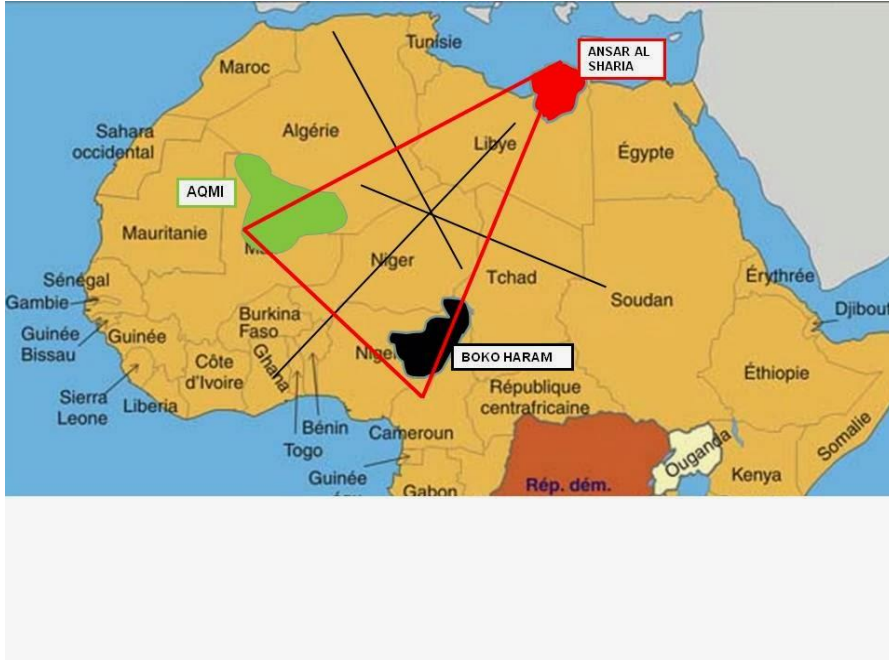 Tunisie
ANSAR AL
SHARIA
Maroc
Algérie
Sahara
occidental
Libye
Égypte
AQMI
Mauritanie
Niger
Tchad
Soudan
Érythrée
Sénégal
Gambie
Djibout
Burkina
Faso
Guinée
Bissau
Guinée
Ghana
Côte
d'Ivoire
BOKO HARAM
Éthiopie
République
centrafricaine
Sierra
Leone
Liberia
Bénin
Togo
Cameroun
Somalie
Ouganda
Kenya
Guinée
Gabon
Rép. dém.